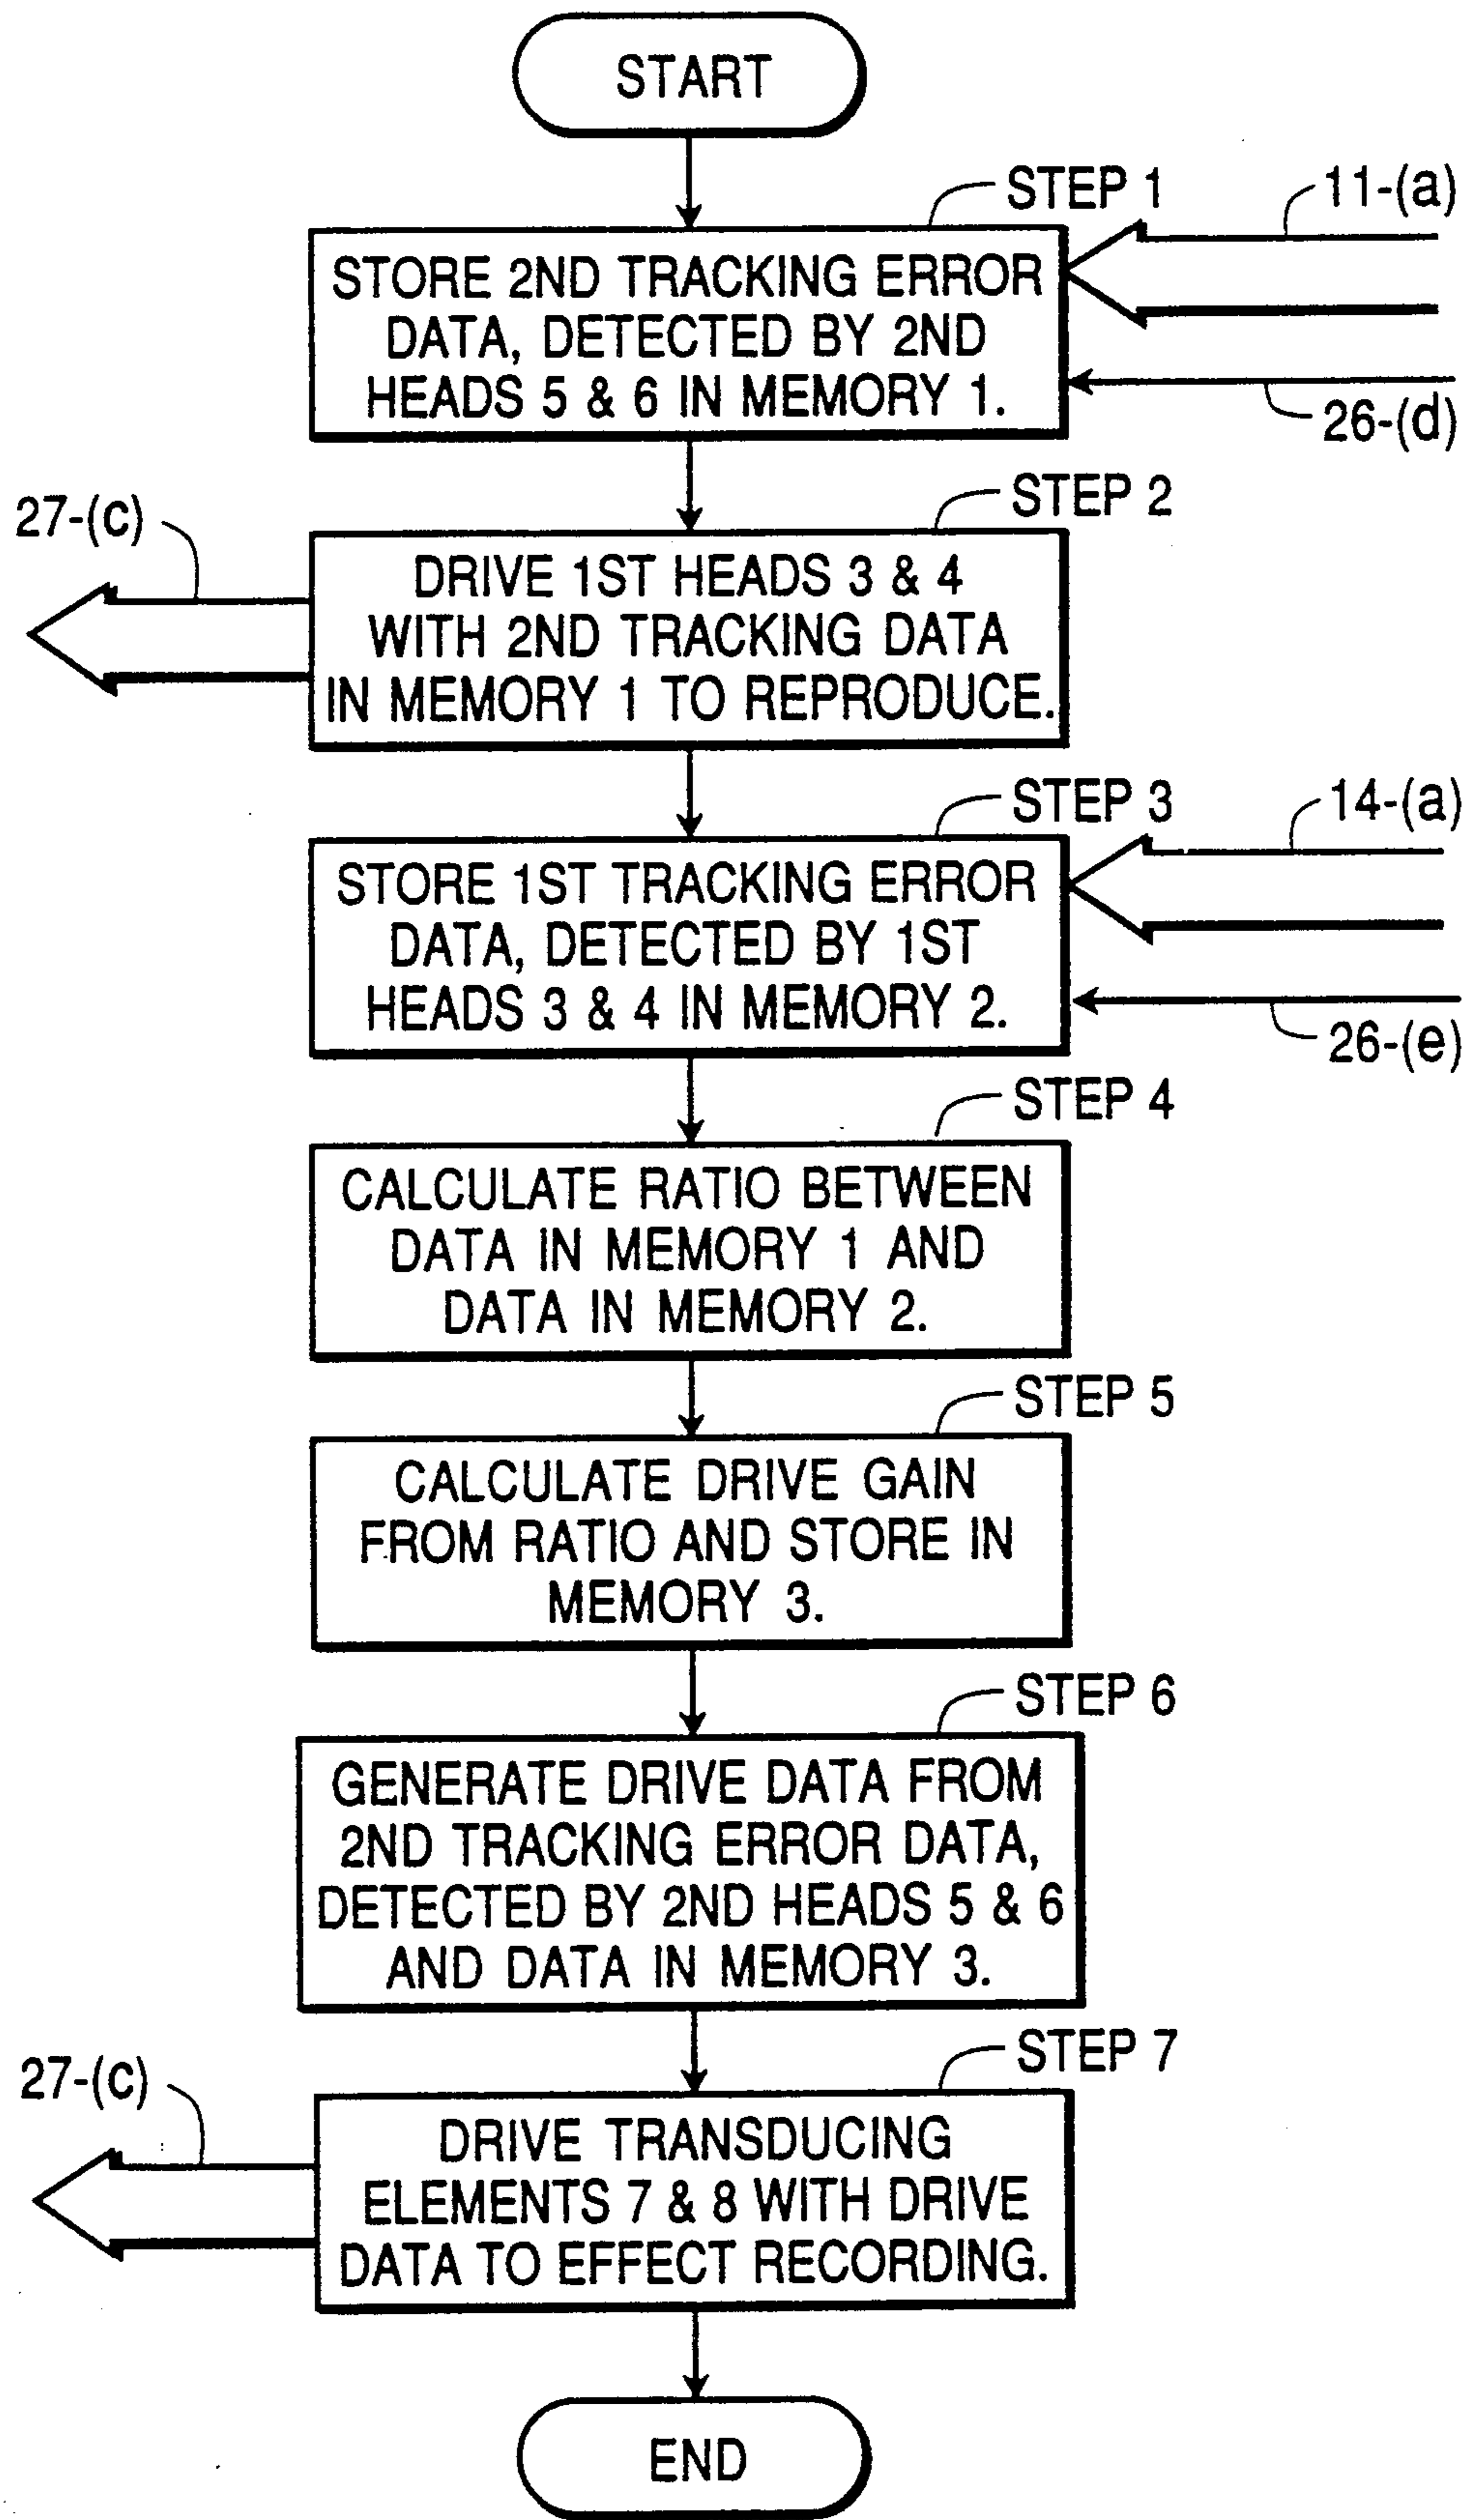 START
STEP 1
11-(a)
STORE 2ND TRACKING ERROR
DATA, DETECTED BY 2ND
HEADS 5 & 6 IN MEMORY 1.
26-(d)
STEP 2
27-(c)
DRIVE 1ST HEADS 3 & 4
WITH 2ND TRACKING DATA
IN MEMORY 1 TO REPRODUCE.
STEP 3
14-(a)
STORE 1ST TRACKING ERROR
DATA, DETECTED BY 1ST
HEADS 3 & 4 IN MEMORY 2.
26-(e)
STEP 4
CALCULATE RATIO BETWEEN
DATA IN MEMORY 1 AND
DATA IN MEMORY 2.
STEP 5
CALCULATE DRIVE GAIN
FROM RATIO AND STORE IN
MEMORY 3.
STEP 6
GENERATE DRIVE DATA FROM
2ND TRACKING ERROR DATA,
DETECTED BY 2ND HEADS 5 & 6
AND DATA IN MEMORY 3.
STEP 7
27-(c)
DRIVE TRANSDUCING
ELEMENTS 7 & 8 WITH DRIVE
DATA TO EFFECT RECORDING.
END